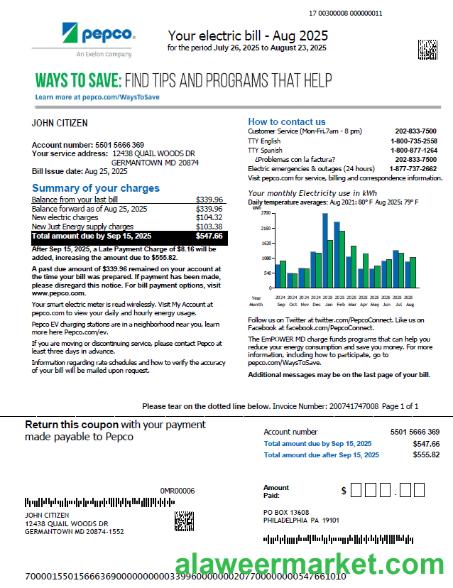 17 00300008 000000011
pepco
An Exelon Company
Your electric bill - Aug 2025
for the period July 26, 2025 to August 23, 2025
WAYS TO SAVE: FIND TIPS AND PROGRAMS THAT HELP
Learn more at pepco.com/WaysToSave
JOHN CITIZEN
Account number: 5501 5666 369
Your service address: 12438 QUAIL WOODS DR
GERMANTOWN MD 20874
Bill Issue date: Aug 25, 2025
Summary of your charges
Balance from your last bill $339.96
Balance forward as of Aug 25, 2025 $339.96
New electric charges $104.32
New Just Energy supply charges $103.38
Total amount due by Sep 15, 2025 $547.66
After Sep 15, 2025, a Late Payment Charge of $8.16 will be
added, increasing the amount due to $555.82.
A past due amount of $339.96 remained on your account at
the time your bill was prepared. If payment has been made,
please disregard this notice. For bill payment options, visit
www.pepco.com.
Your smart electric meter is read wirelessly. Visit My Account at
pepco.com to view your daily and hourly energy usage.
Pepco EV charging stations are in a neighborhood near you, learn
more here Pepco.com/ev.
If you are moving or discontinuing service, please contact Pepco at
least three days in advance.
Information regarding rate schedules and how to verify the accuracy
of your bill will be mailed upon request.
How to contact us
Customer Service (Mon-Fri,7am - 8 pm) 202-833-7500
TTY English 1-800-735-2558
TTY Spanish 1-800-877-1264
¿Problemas con la factura? 202-833-7500
Electric emergencies & outages (24 hours) 1-877-737-2662
Visit pepco.com for service, billing and correspondence information.
Your monthly Electricity use in kWh
Daily temperature averages: Aug 2021: 80° F Aug 2025: 79° F
Year 2024 2024 2024 2024 2025 2025 2025 2025 2025 2025 2025 2025
Month Sep Oct Nov Dec Jan Feb Mar Apr May Jun Jul Aug
Follow us on Twitter at twitter.com/PepcoConnect. Like us on
Facebook at facebook.com/PepcoConnect.
The EmPOWER MD charge funds programs that can help you
reduce your energy consumption and save you money. For more
information, including how to participate, go to
pepco.com/WaysToSave.
Additional messages may be on the last page of your bill.
Please tear on the dotted line below. Invoice Number: 200741747008 Page 1 of 1
Return this coupon with your payment
made payable to Pepco
Account number 5501 5666 369
Total amount due by Sep 15, 2025 $547.66
Total amount due after Sep 15, 2025 $555.82
0MR00006
Amount
Paid: $ .
JOHN CITIZEN
12438 QUAIL WOODS DR
GERMANTOWN MD 20874-1552
PO BOX 13608
PHILADELPHIA PA 19101
alaweermarket.com